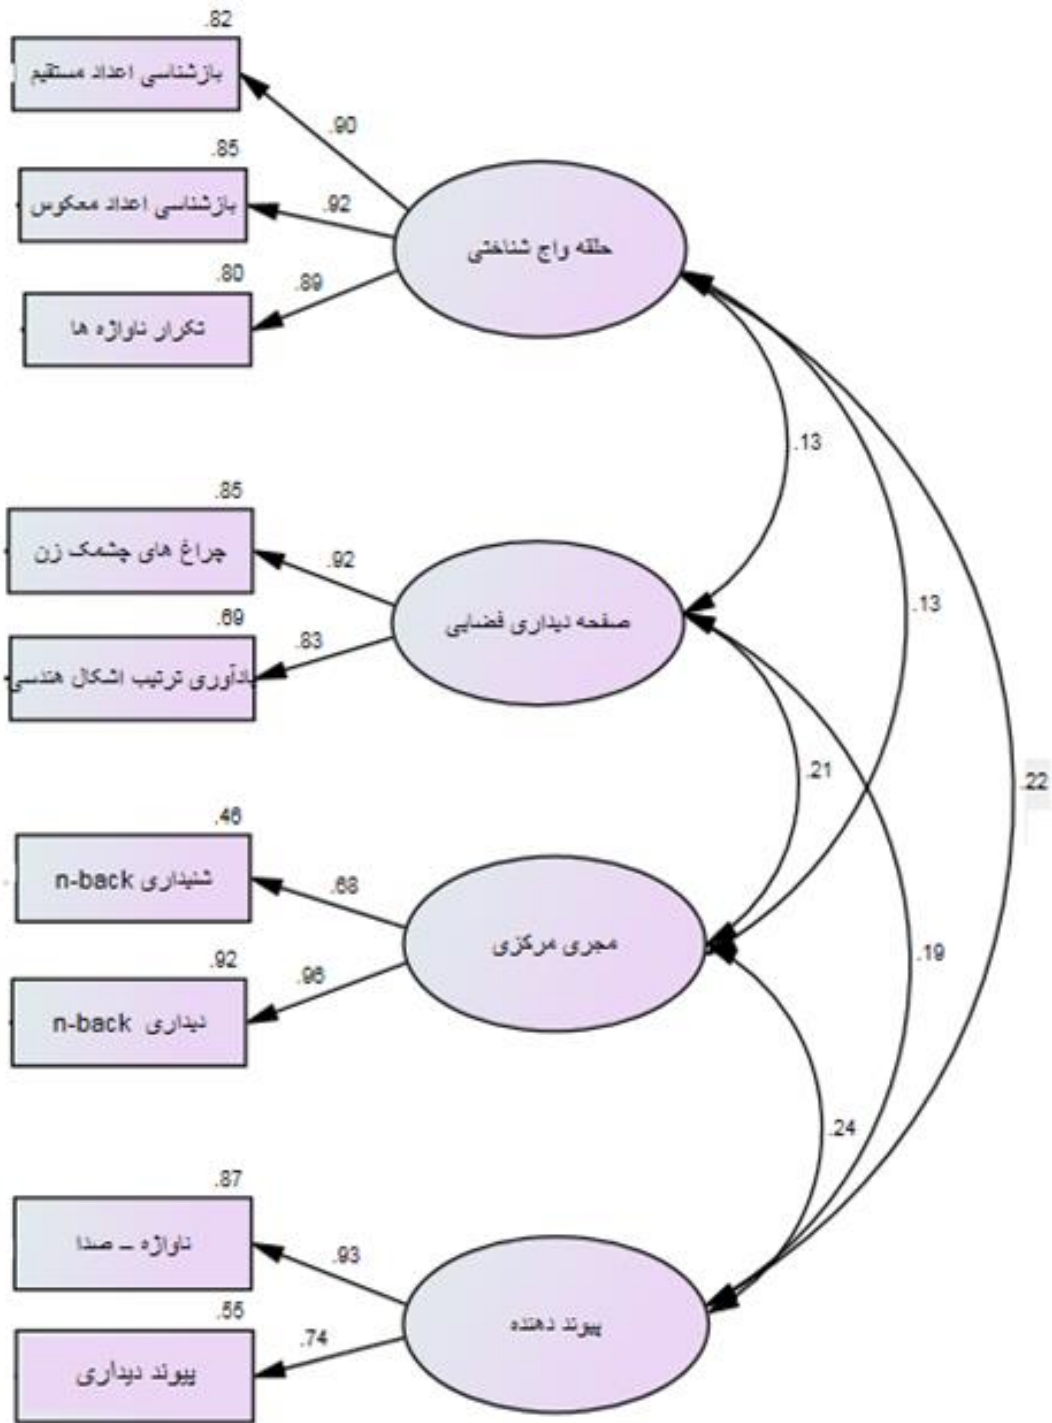 .82
بازشناسی اعداد مستقیم
.90
.85
بازشناسی اعداد معکوس
.92
حلقه واج شناختی
.80
تکرار ناواژه ها
.89
.13
.85
چراغ های چشمک زن
.92
صفحه دیداری فضایی
.13
.69
یادآوری ترتیب اشکال هندسی
.83
.21
.22
.46
شنیداری n-back
.68
مجری مرکزی
.19
.92
دیداری n-back
.96
.24
.87
ناواژه – صدا
.93
پیوند دهنده
.55
پیوند دیداری
.74